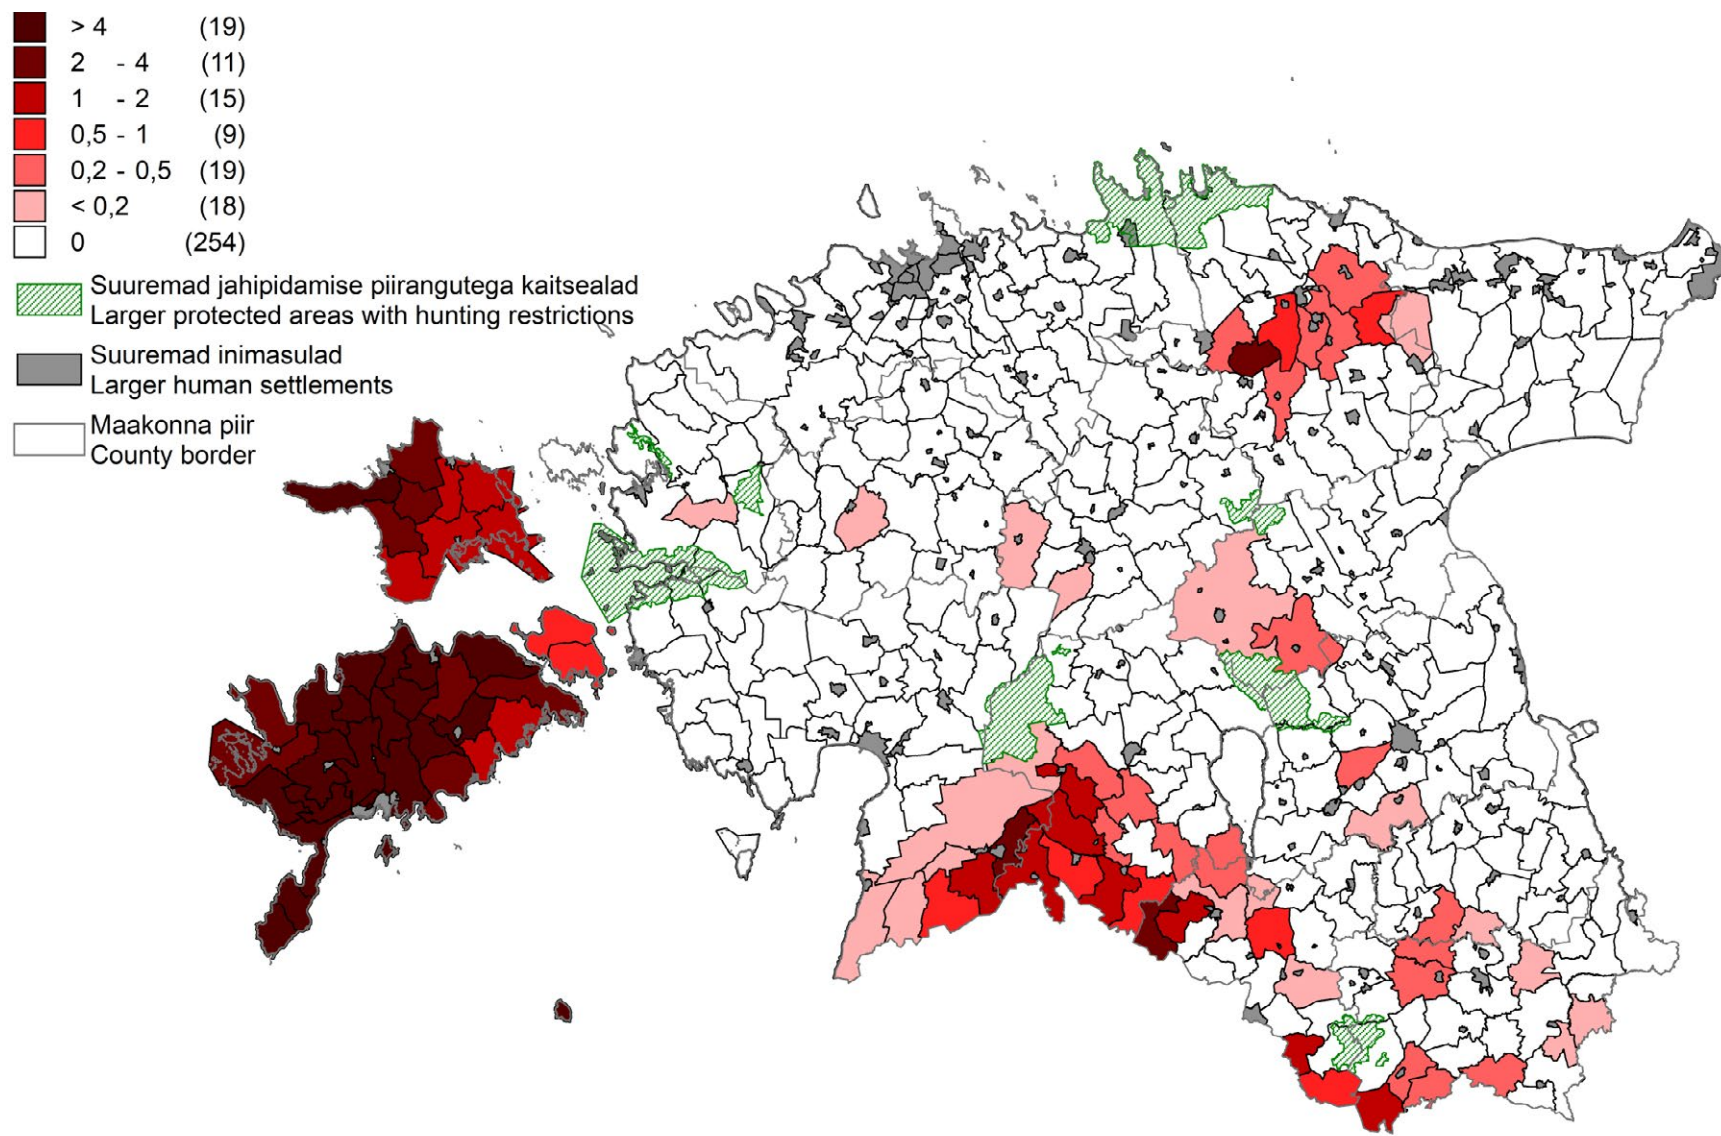 > 4 (19)
2 - 4 (11)
1 - 2 (15)
0,5 - 1 (9)
0,2 - 0,5 (19)
< 0,2 (18)
0 (254)
Suuremad jahipidamise piirangutega kaitsealad
Larger protected areas with hunting restrictions
Suuremad inimasulad
Larger human settlements
Maakonna piir
County border